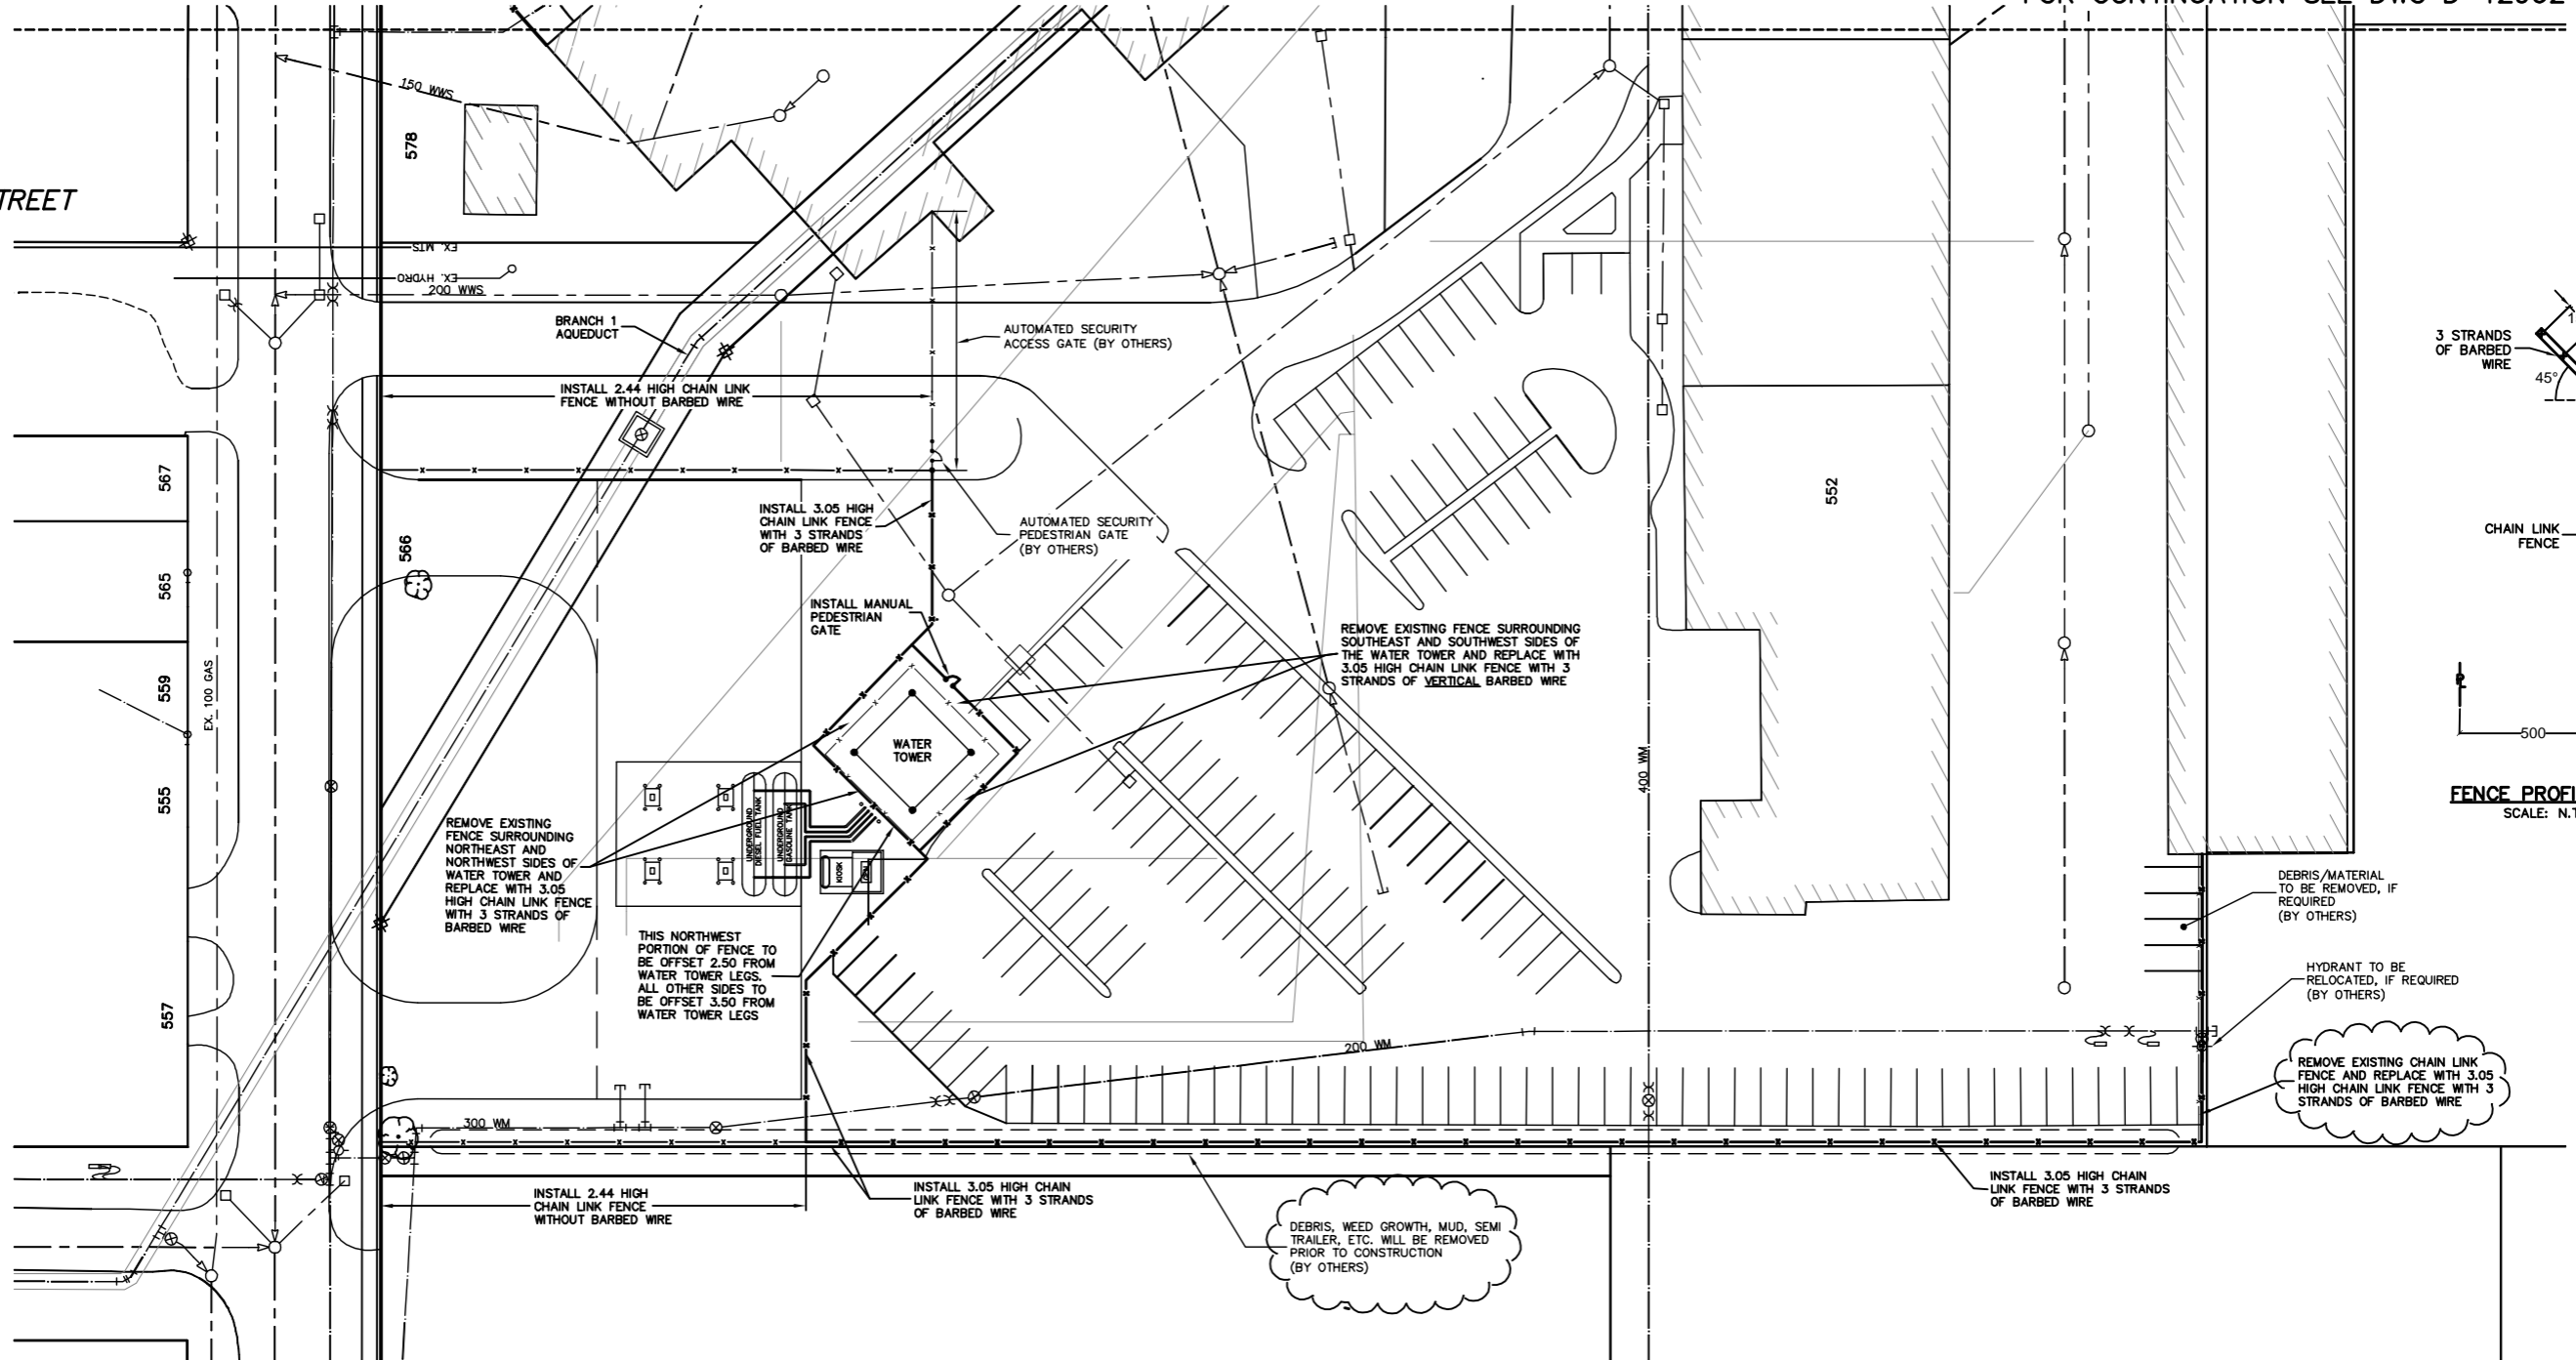 FOR CONTINUATION SEE DWG D-12962
150 WWS
578
TREET
EX. MTS
EX. HYDRO
200 WWS
BRANCH 1
AQUEDUCT
AUTOMATED SECURITY
ACCESS GATE (BY OTHERS)
INSTALL 2.44 HIGH CHAIN LINK
FENCE WITHOUT BARBED WIRE
3 STRANDS
OF BARBED
WIRE
1
45°
567
552
INSTALL 3.05 HIGH
CHAIN LINK FENCE
WITH 3 STRANDS
OF BARBED WIRE
AUTOMATED SECURITY
PEDESTRIAN GATE
(BY OTHERS)
CHAIN LINK
FENCE
566
565
INSTALL MANUAL
PEDESTRIAN
GATE
REMOVE EXISTING FENCE SURROUNDING
SOUTHEAST AND SOUTHWEST SIDES OF
THE WATER TOWER AND REPLACE WITH
3.05 HIGH CHAIN LINK FENCE WITH 3
STRANDS OF VERTICAL BARBED WIRE
559
EX. 100 GAS
WATER
TOWER
400 WM
500
555
FENCE PROFI
SCALE: N.T
UNDERGROUND
DIESEL FUEL TANK
UNDERGROUND
GASOLINE TANK
KIOSK
REMOVE EXISTING
FENCE SURROUNDING
NORTHEAST AND
NORTHWEST SIDES OF
WATER TOWER AND
REPLACE WITH 3.05
HIGH CHAIN LINK FENCE
WITH 3 STRANDS OF
BARBED WIRE
DEBRIS/MATERIAL
TO BE REMOVED, IF
REQUIRED
(BY OTHERS)
THIS NORTHWEST
PORTION OF FENCE TO
BE OFFSET 2.50 FROM
WATER TOWER LEGS.
ALL OTHER SIDES TO
BE OFFSET 3.50 FROM
WATER TOWER LEGS
HYDRANT TO BE
RELOCATED, IF REQUIRED
(BY OTHERS)
557
200 WM
REMOVE EXISTING CHAIN LINK
FENCE AND REPLACE WITH 3.05
HIGH CHAIN LINK FENCE WITH 3
STRANDS OF BARBED WIRE
300 WM
INSTALL 2.44 HIGH
CHAIN LINK FENCE
WITHOUT BARBED WIRE
INSTALL 3.05 HIGH CHAIN
LINK FENCE WITH 3 STRANDS
OF BARBED WIRE
INSTALL 3.05 HIGH CHAIN
LINK FENCE WITH 3 STRANDS
OF BARBED WIRE
DEBRIS, WEED GROWTH, MUD, SEMI
TRAILER, ETC. WILL BE REMOVED
PRIOR TO CONSTRUCTION
(BY OTHERS)